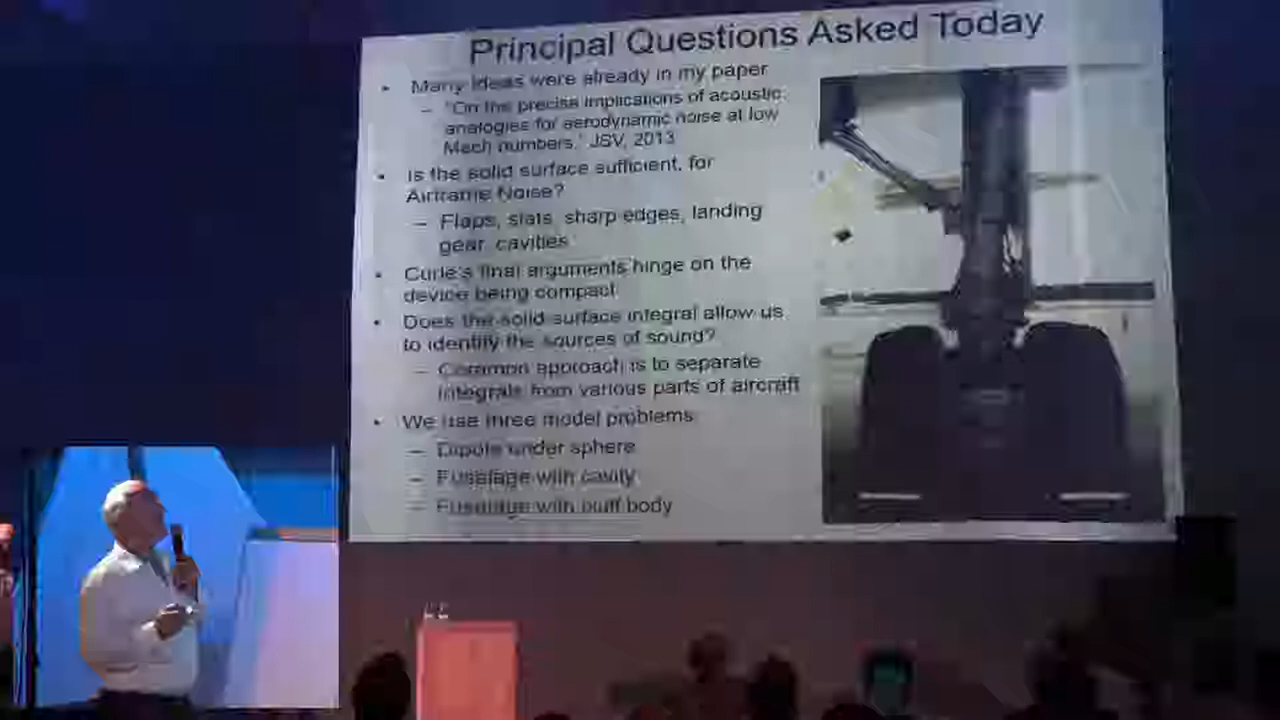 Principal Questions Asked Today
• Many ideas were already in my paper
– "On the precise implications of acoustic
analogies for aerodynamic noise at low
Mach numbers." JSV, 2013
• Is the solid surface sufficient, for
Airframe Noise?
– Flaps, slats, sharp edges, landing
gear, cavities
• Curle's final arguments hinge on the
device being compact
• Does the solid surface integral allow us
to identify the sources of sound?
– Common approach is to separate
integrals from various parts of aircraft
• We use three model problems
– Dipole under sphere
– Fuselage with cavity
– Fuselage with bluff body